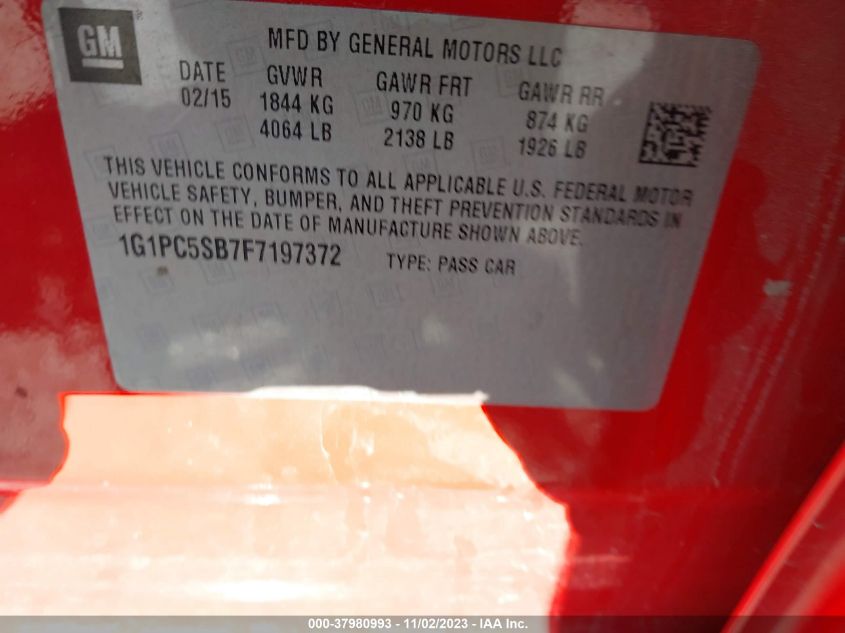 GM
MFD BY GENERAL MOTORS LLC
DATE GVWR GAWR FRT GAWR RR
02/15 1844 KG 970 KG 874 KG
4064 LB 2138 LB 1926 LB
THIS VEHICLE CONFORMS TO ALL APPLICABLE U.S. FEDERAL MOTOR
VEHICLE SAFETY, BUMPER, AND THEFT PREVENTION STANDARDS IN
EFFECT ON THE DATE OF MANUFACTURE SHOWN ABOVE.
1G1PC5SB7F7197372 TYPE: PASS CAR
000-37980993 - 11/02/2023 - IAA Inc.